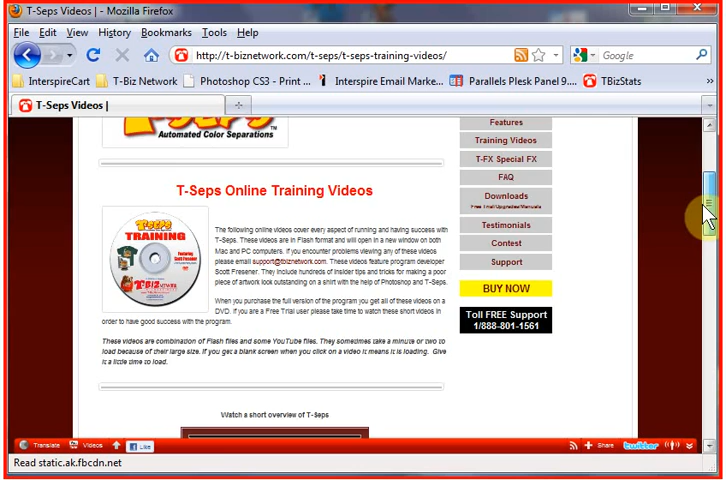 T-Seps Videos | - Mozilla Firefox
File Edit View History Bookmarks Tools Help
http://t-biznetwork.com/t-seps/t-seps-training-videos/
Google
InterspireCart T-Biz Network Photoshop CS3 - Print ... Interspire Email Marke... Parallels Plesk Panel 9.... TBizStats
T-Seps Videos |
Automated Color Separations
T-Seps Online Training Videos
T-Seps
TRAINING
The following online videos cover every aspect of running and having success with
T-Seps. These videos are in Flash format and will open in a new window on both
Mac and PC computers. If you encounter problems viewing any of these videos
please email support@tbiznetwork.com. These videos feature program developer
Scott Fresener. They include hundreds of insider tips and tricks for making a poor
piece of artwork look outstanding on a shirt with the help of Photoshop and T-Seps.
When you purchase the full version of the program you get all of these videos on a
DVD. If you are a Free Trial user please take time to watch these short videos in
order to have good success with the program.
These videos are combination of Flash files and some YouTube files. They sometimes take a minute or two to
load because of their large size. If you get a blank screen when you click on a video it means it is loading. Give
it a little time to load.
Watch a short overview of T-Seps
Features
Training Videos
T-FX Special FX
FAQ
Downloads
Free Trial/Upgrades/Manuals
Testimonials
Contest
Support
BUY NOW
Toll FREE Support
1/888-801-1561
Translate Videos Like Share twitter
Read static.ak.fbcdn.net